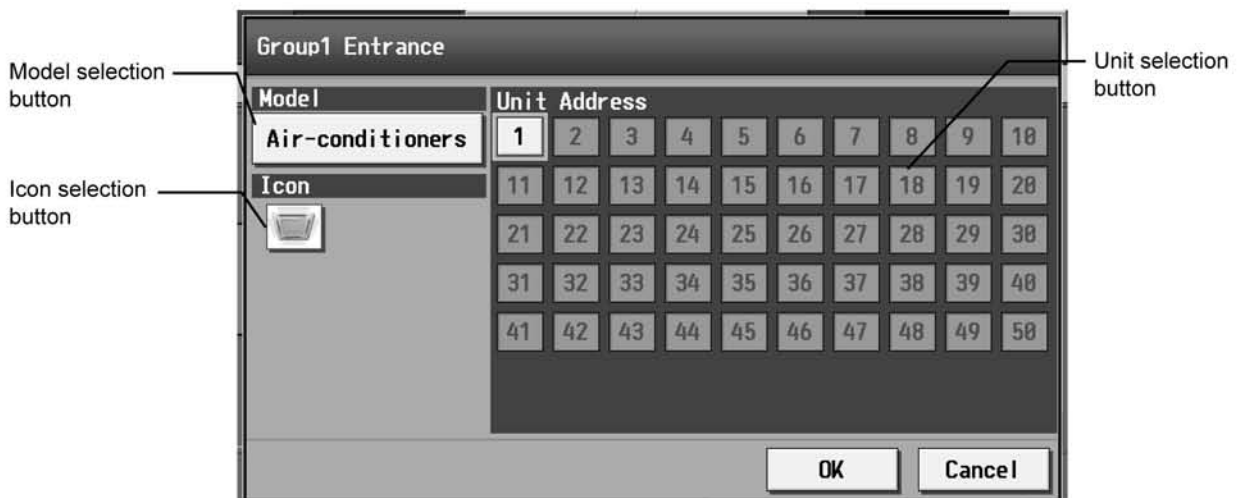 Group1 Entrance
Model selection
button
Unit selection
button
Model
Unit Address
Air-conditioners
1 2 3 4 5 6 7 8 9 10
Icon selection
button
Icon
11 12 13 14 15 16 17 18 19 20
21 22 23 24 25 26 27 28 29 30
31 32 33 34 35 36 37 38 39 40
41 42 43 44 45 46 47 48 49 50
OK
Cancel